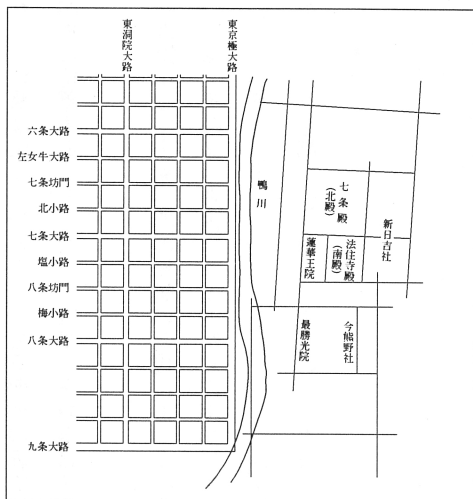 東洞院大路
東京極大路
六条大路
左女牛大路
七条坊門
北小路
七条大路
塩小路
八条坊門
梅小路
八条大路
九条大路
鴨川
七条殿
(北殿)
新日吉社
法住寺殿
(南殿)
蓮華王院
今熊野社
最勝光院